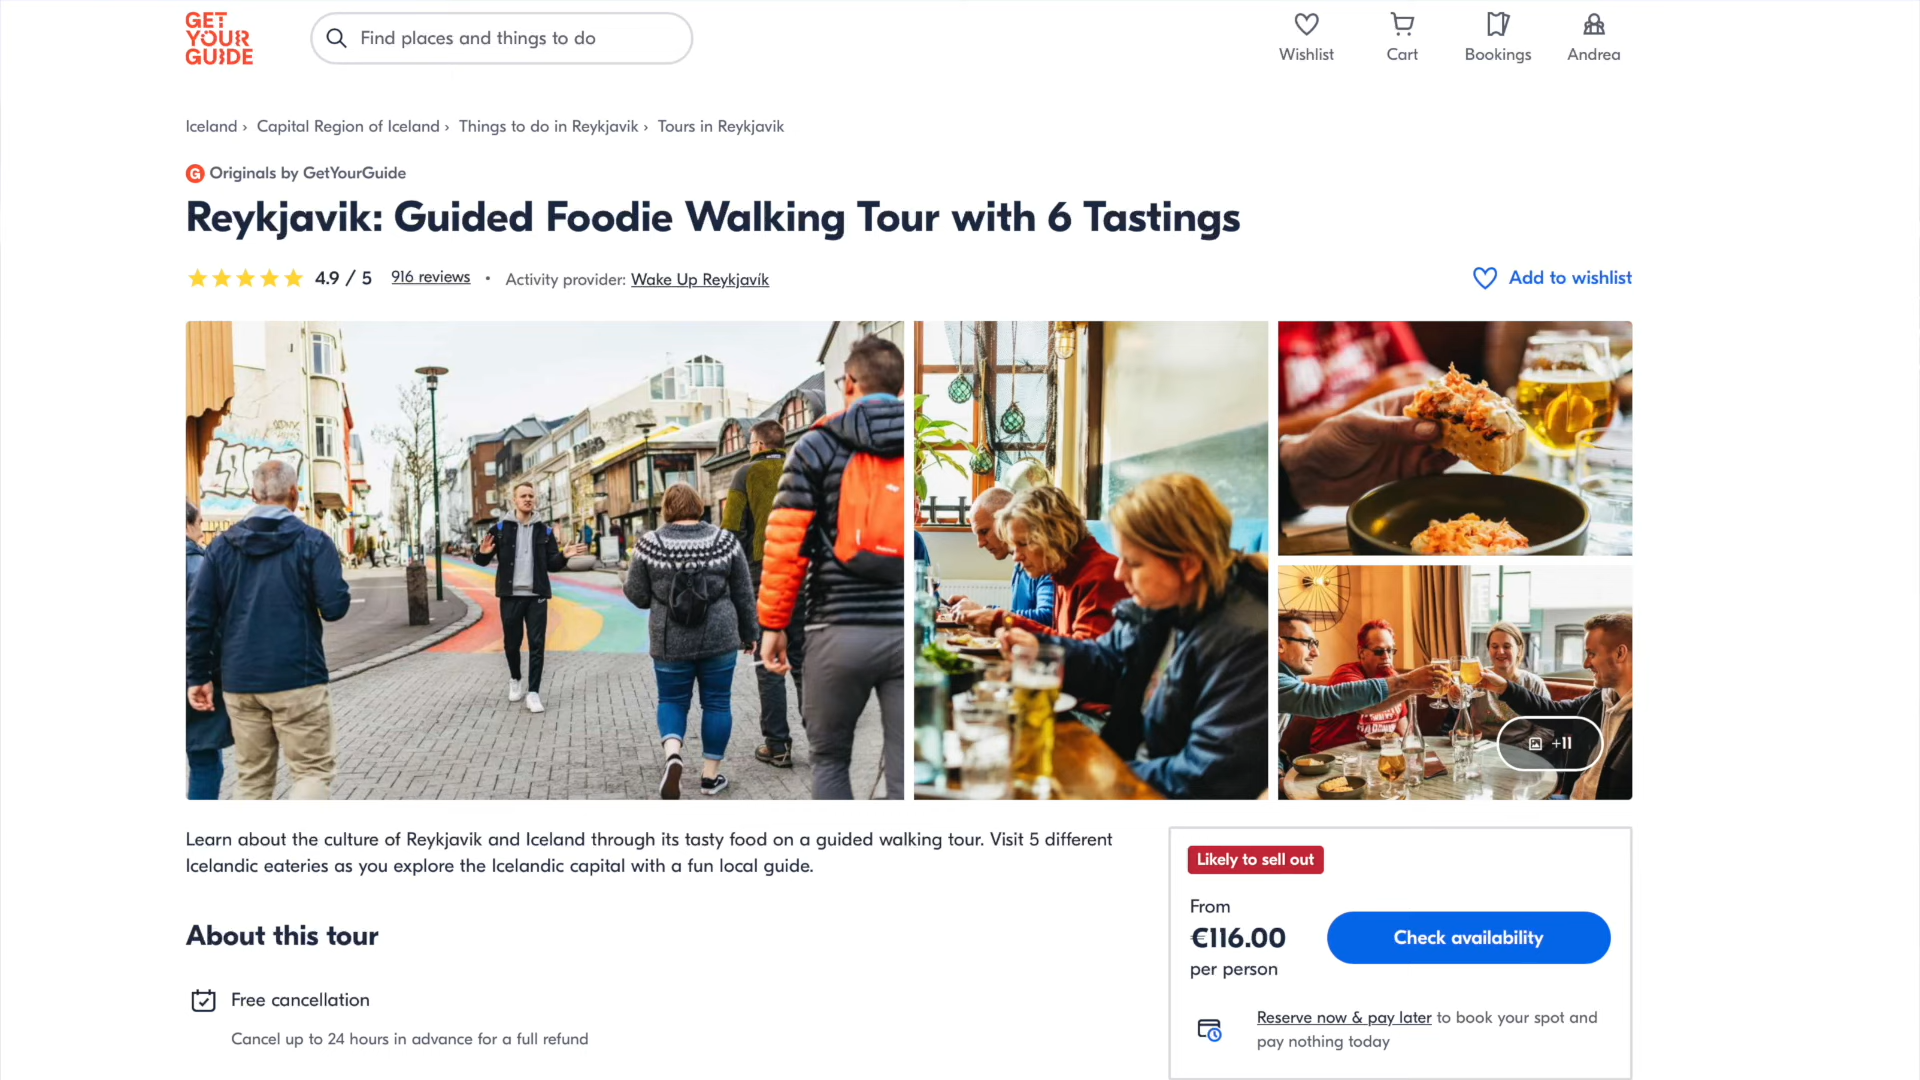 GET
YOUR
GUIDE
Find places and things to do
Wishlist
Cart
Bookings
Andrea
Iceland › Capital Region of Iceland › Things to do in Reykjavik › Tours in Reykjavik
G Originals by GetYourGuide
Reykjavik: Guided Foodie Walking Tour with 6 Tastings
4.9 / 5 916 reviews • Activity provider: Wake Up Reykjavík
Add to wishlist
+11
Learn about the culture of Reykjavik and Iceland through its tasty food on a guided walking tour. Visit 5 different
Icelandic eateries as you explore the Icelandic capital with a fun local guide.
About this tour
Free cancellation
Cancel up to 24 hours in advance for a full refund
Likely to sell out
From
€116.00
per person
Check availability
Reserve now & pay later to book your spot and
pay nothing today